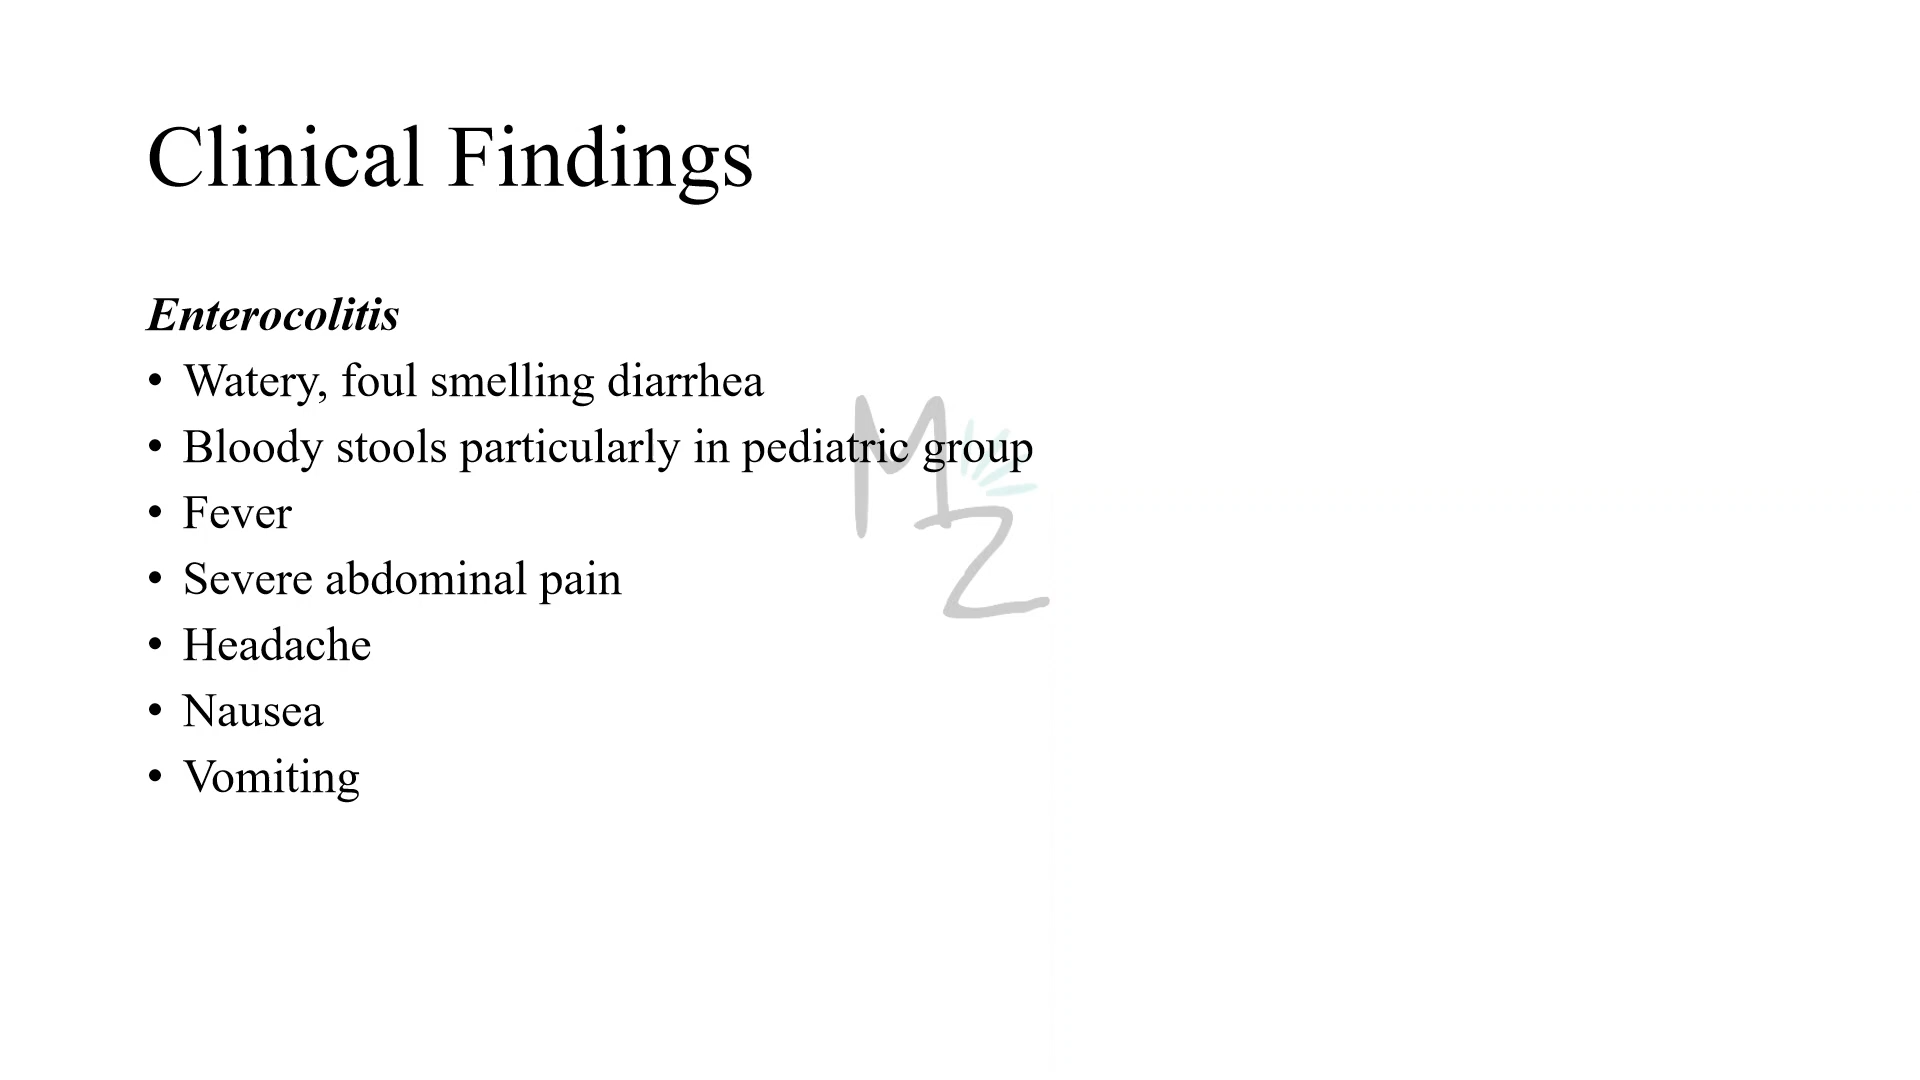 Clinical Findings
Enterocolitis
• Watery, foul smelling diarrhea
• Bloody stools particularly in pediatric group
• Fever
• Severe abdominal pain
• Headache
• Nausea
• Vomiting
MZ